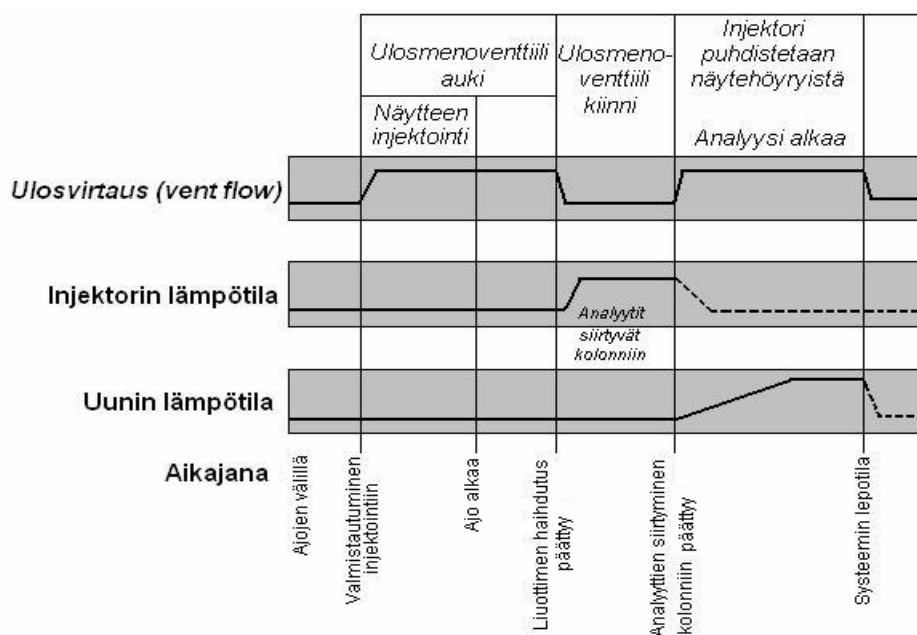 Ulosmenoventtiili
auki
Ulosmeno-
venttiili
kiinni
Injektori
puhdistetaan
näytehöyryistä
Näytteen
injektointi
Analyysi alkaa
Ulosvirtaus (vent flow)
Injektorin lämpötila
Analyytit
siirtyvät
kolonniin
Uunin lämpötila
Aikajana
Ajojen välillä
Valmistautuminen
injektointiin
Ajo alkaa
Liuottimen haihdutus
päättyy
Analyyttien siirtyminen
kolonniin päättyy
Systeemin lepotila